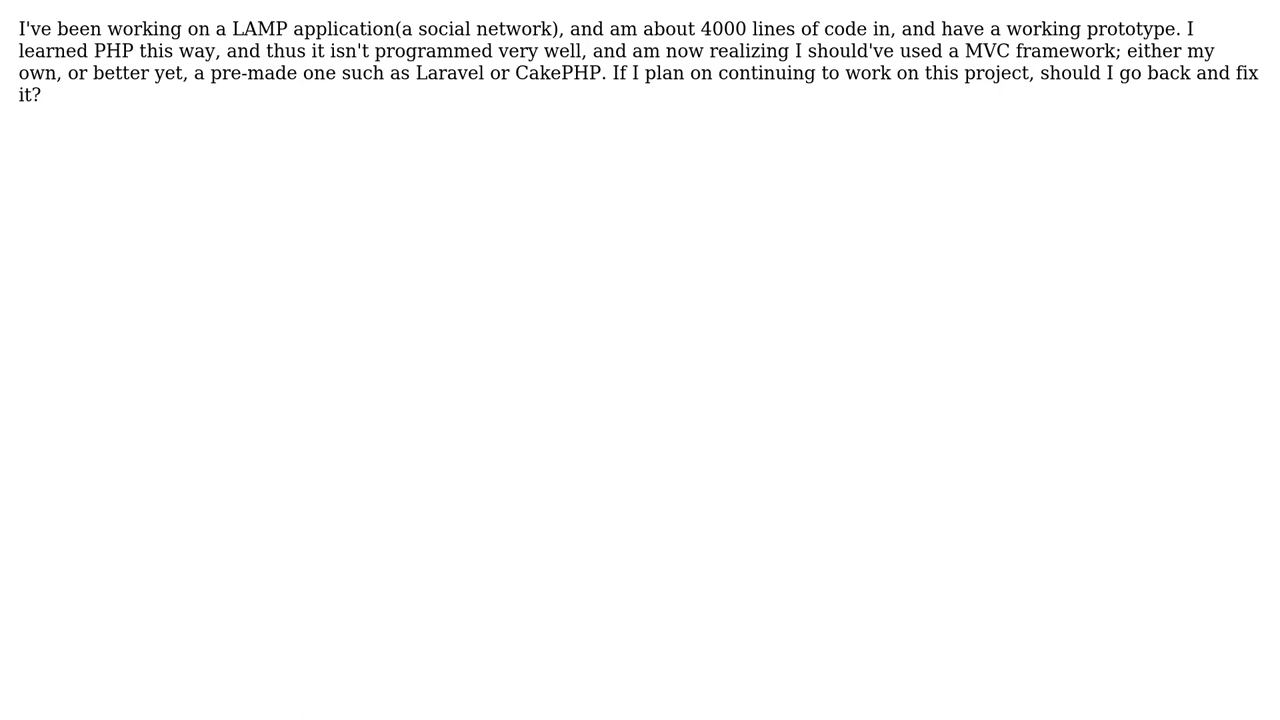 I've been working on a LAMP application(a social network), and am about 4000 lines of code in, and have a working prototype. I
learned PHP this way, and thus it isn't programmed very well, and am now realizing I should've used a MVC framework; either my
own, or better yet, a pre-made one such as Laravel or CakePHP. If I plan on continuing to work on this project, should I go back and fix
it?